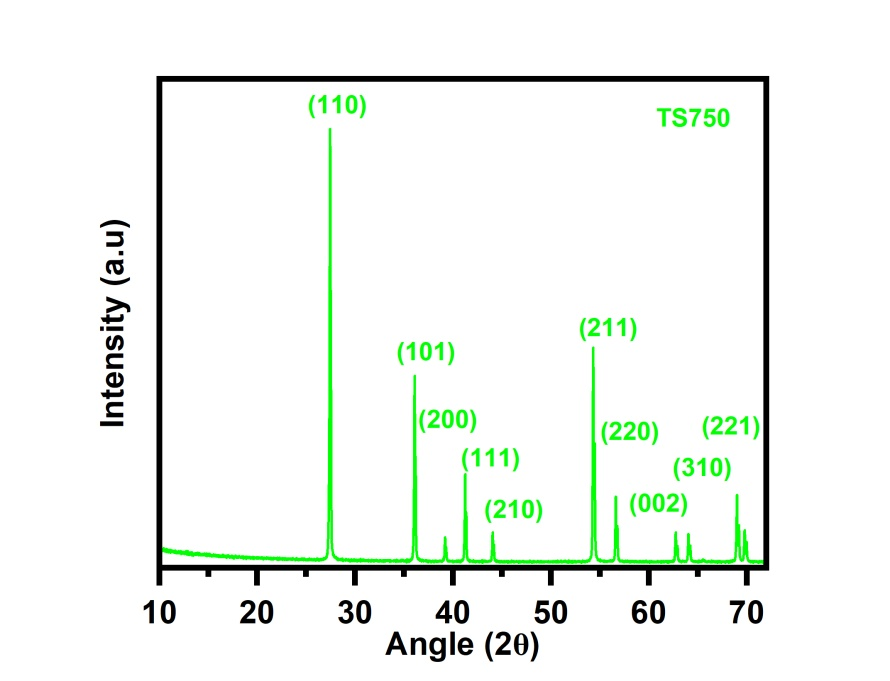 (110)
TS750
(211)
(101)
(200)
(221)
(220)
(111)
(310)
(002)
(210)
Intensity (a.u)
10 20 30 40 50 60 70
Angle (2θ)